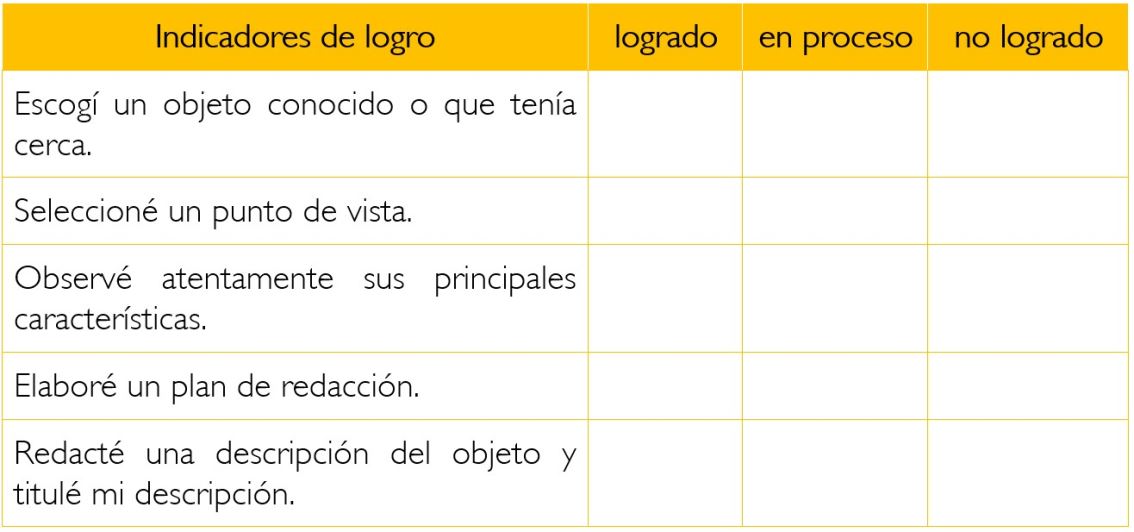 Indicadores de logro logrado en proceso no logrado
Escogí un objeto conocido o que tenía
cerca.
Seleccioné un punto de vista.
Observé atentamente sus principales
características.
Elaboré un plan de redacción.
Redacté una descripción del objeto y
titulé mi descripción.